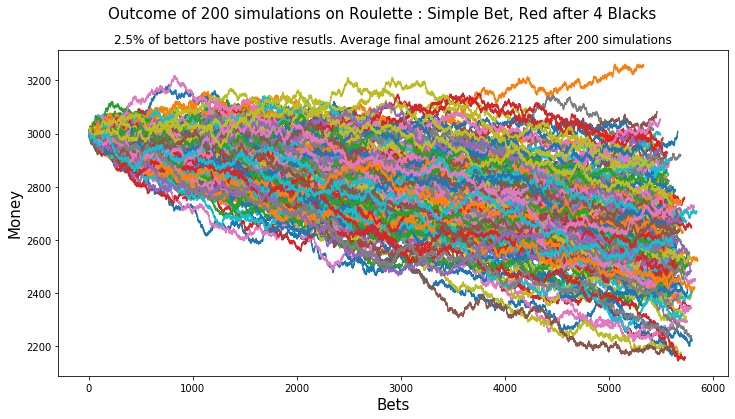 Outcome of 200 simulations on Roulette : Simple Bet, Red after 4 Blacks
2.5% of bettors have postive resutls. Average final amount 2626.2125 after 200 simulations
3200
3000
2800
2600
2400
2200
Money
0 1000 2000 3000 4000 5000 6000
Bets